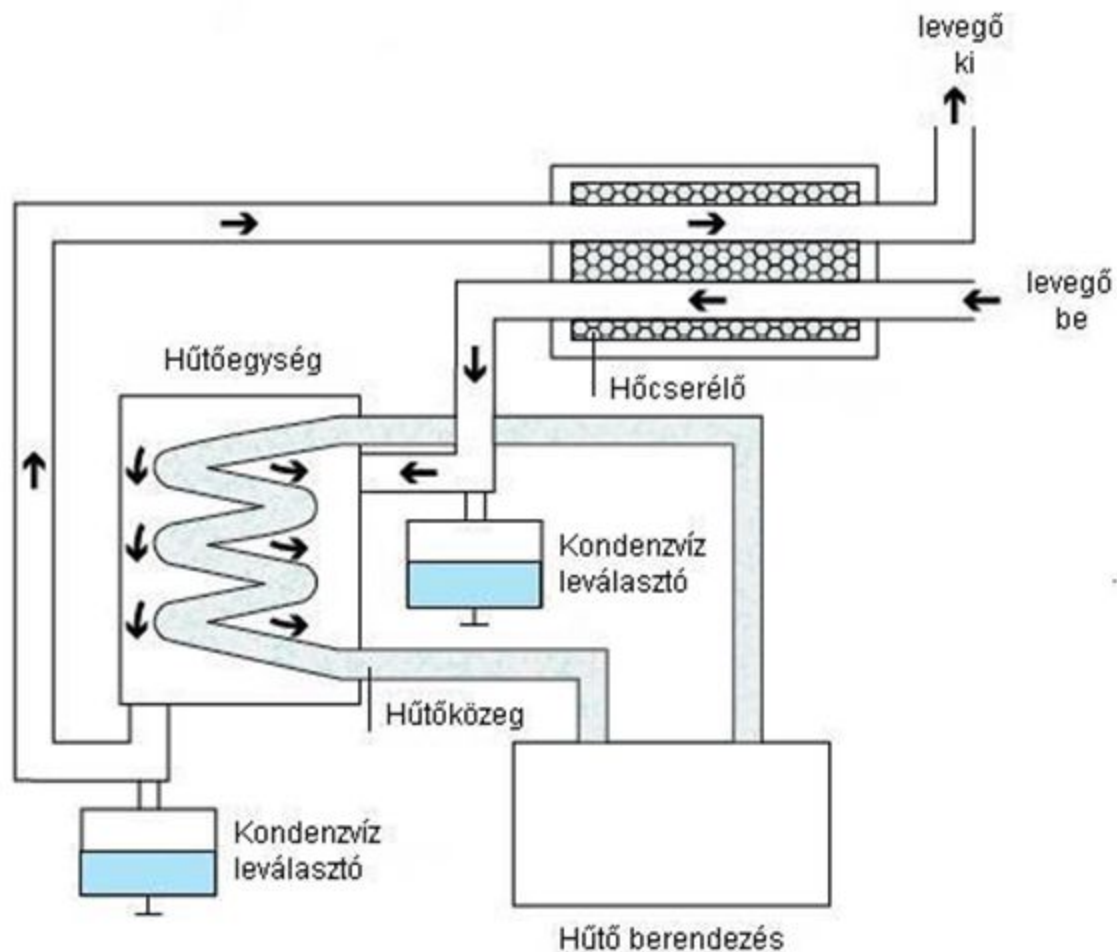 levegő
ki
levegő
be
Hűtőegység
Hőcserélő
Kondenzvíz
leválasztó
Hűtőközeg
Kondenzvíz
leválasztó
Hűtő berendezés